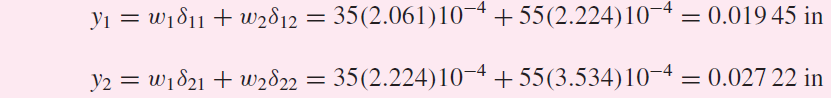 y₁ = w₁δ₁₁ + w₂δ₁₂ = 35(2.061)10⁻⁴ + 55(2.224)10⁻⁴ = 0.019 45 in
y₂ = w₁δ₂₁ + w₂δ₂₂ = 35(2.224)10⁻⁴ + 55(3.534)10⁻⁴ = 0.027 22 in